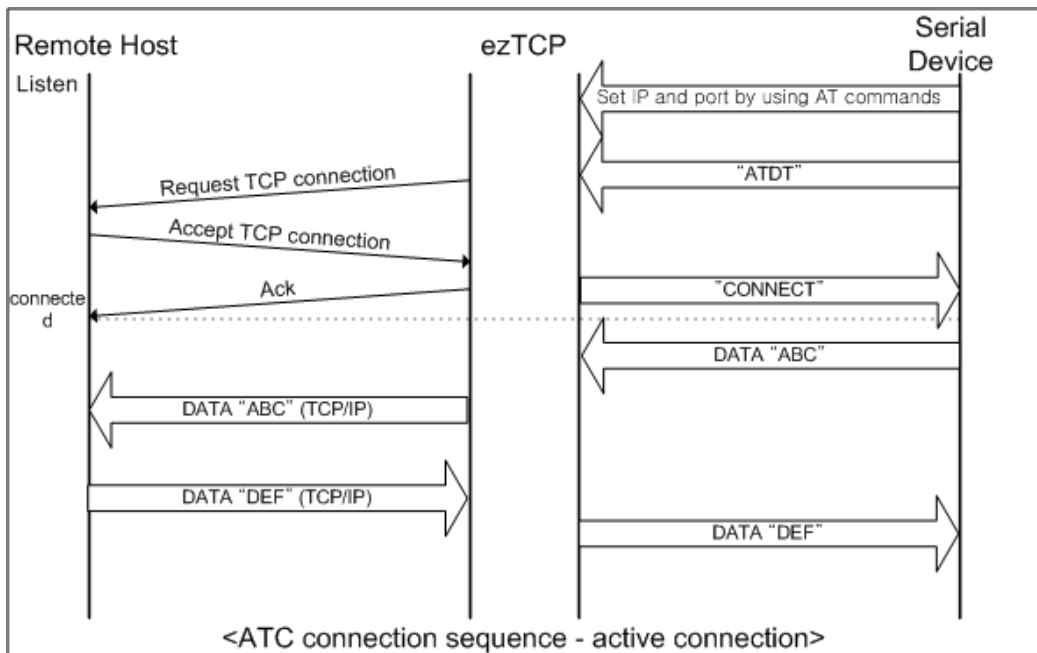 Remote Host
ezTCP
Serial
Device
Listen
Set IP and port by using AT commands
"ATDT"
Request TCP connection
Accept TCP connection
Ack
"CONNECT"
connecte
d
DATA "ABC"
DATA "ABC" (TCP/IP)
DATA "DEF" (TCP/IP)
DATA "DEF"
<ATC connection sequence - active connection>